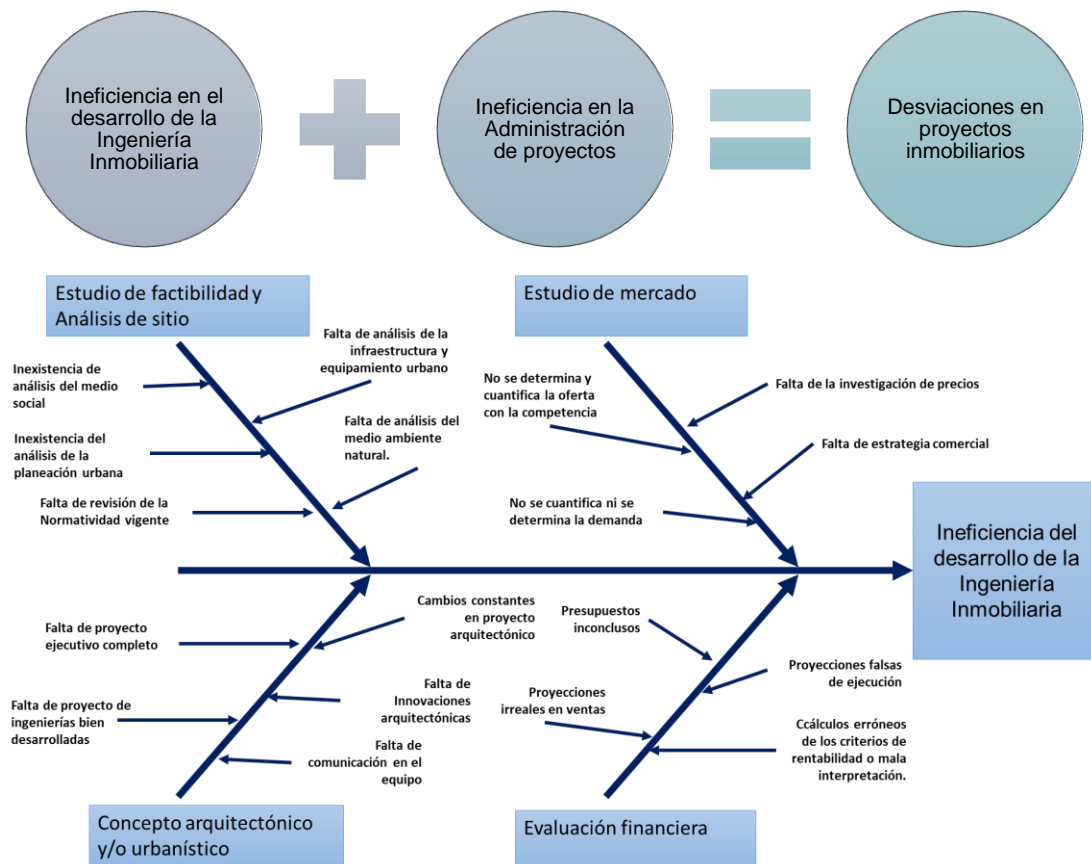 Ineficiencia en el
desarrollo de la
Ingeniería
Inmobiliaria
Ineficiencia en la
Administración
de proyectos
Desviaciones en
proyectos
inmobiliarios
Estudio de factibilidad y
Análisis de sitio
Estudio de mercado
Inexistencia de
análisis del medio
social
Falta de análisis de la
infraestructura y
equipamiento urbano
Inexistencia del
análisis de la
planeación urbana
Falta de análisis del
medio ambiente
natural.
Falta de revisión de la
Normatividad vigente
No se determina y
cuantifica la oferta
con la competencia
Falta de la investigación de precios
Falta de estrategia comercial
No se cuantifica ni se
determina la demanda
Ineficiencia del
desarrollo de la
Ingeniería
Inmobiliaria
Falta de proyecto
ejecutivo completo
Cambios constantes
en proyecto
arquitectónico
Falta de proyecto de
ingenierías bien
desarrolladas
Falta de
Innovaciones
arquitectónicas
Falta de
comunicación en el
equipo
Presupuestos
inconclusos
Proyecciones falsas
de ejecución
Proyecciones
irreales en ventas
Ccálculos erróneos
de los criterios de
rentabilidad o mala
interpretación.
Concepto arquitectónico
y/o urbanístico
Evaluación financiera